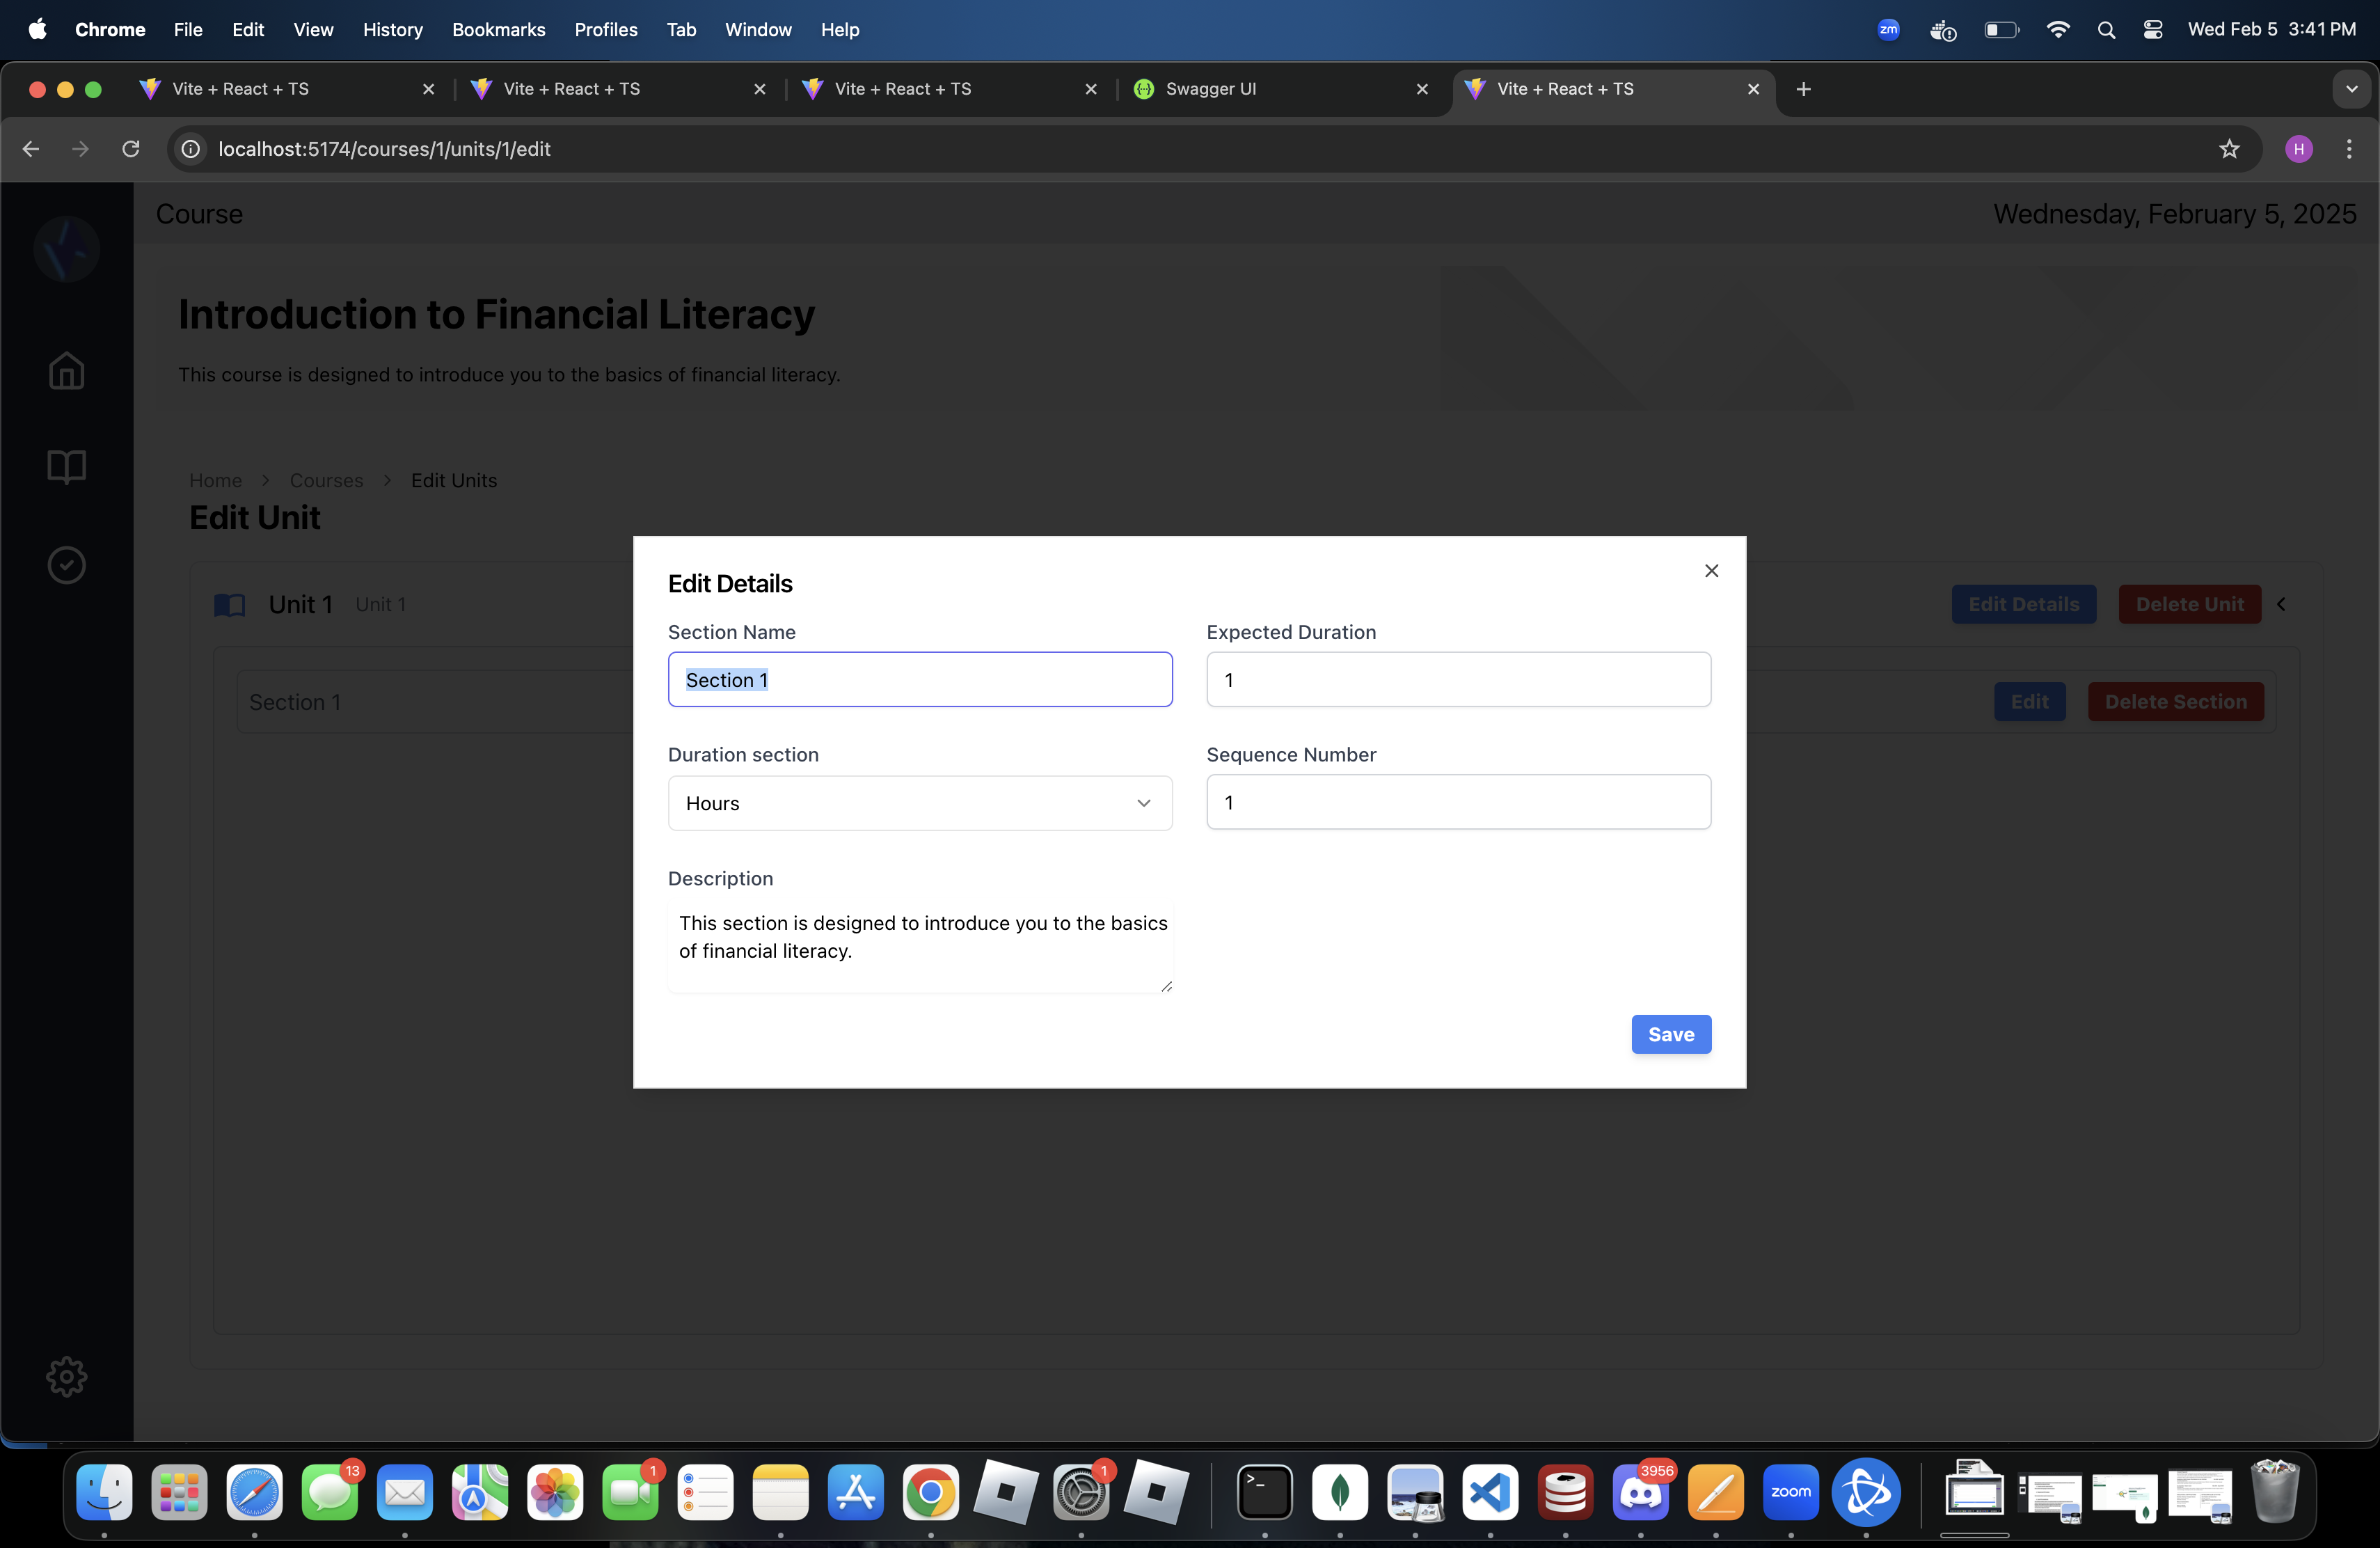 Chrome File Edit View History Bookmarks Profiles Tab Window Help zm Wed Feb 5 3:41 PM
Vite + React + TS Vite + React + TS Vite + React + TS Swagger UI Vite + React + TS
localhost:5174/courses/1/units/1/edit H
Course Wednesday, February 5, 2025
Introduction to Financial Literacy
This course is designed to introduce you to the basics of financial literacy.
Home > Courses > Edit Units
Edit Unit
Unit 1 Unit 1 Edit Details Delete Unit
Section 1 Edit Delete Section
Edit Details
Section Name Expected Duration
Section 1 1
Duration section Sequence Number
Hours 1
Description
This section is designed to introduce you to the basics
of financial literacy.
Save
13 1 1 3956
zoom